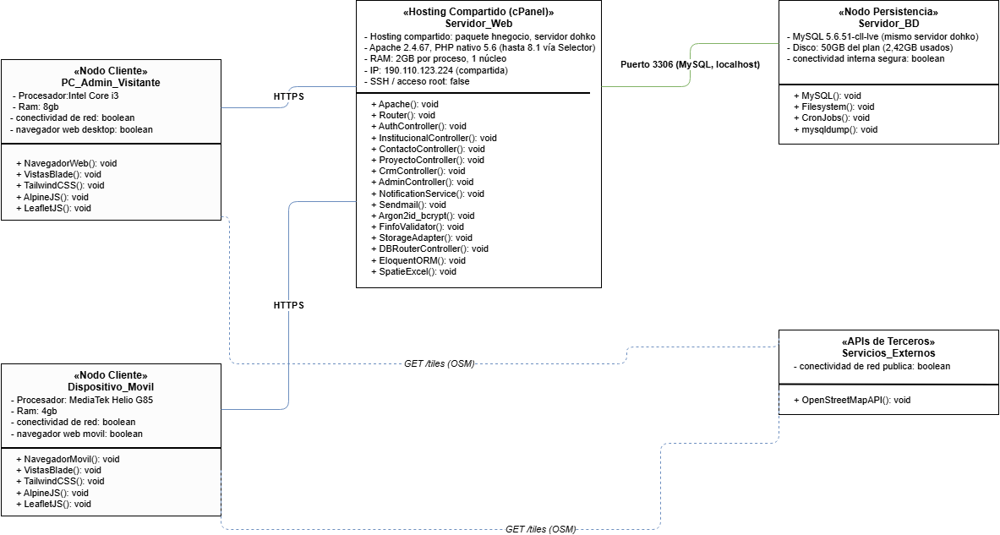 «Hosting Compartido (cPanel)»
Servidor_Web
- Hosting compartido: paquete hnegocio, servidor dohko
- Apache 2.4.67, PHP nativo 5.6 (hasta 8.1 vía Selector)
- RAM: 2GB por proceso, 1 núcleo
- IP: 190.110.123.224 (compartida)
- SSH / acceso root: false
+ Apache(): void
+ Router(): void
+ AuthController(): void
+ InstitucionalController(): void
+ ContactoController(): void
+ ProyectoController(): void
+ CrmController(): void
+ AdminController(): void
+ NotificationService(): void
+ Sendmail(): void
+ Argon2id_bcrypt(): void
+ FinfoValidator(): void
+ StorageAdapter(): void
+ DBRouterController(): void
+ EloquentORM(): void
+ SpatieExcel(): void
«Nodo Persistencia»
Servidor_BD
- MySQL 5.6.51-cll-lve (mismo servidor dohko)
- Disco: 50GB del plan (2,42GB usados)
- conectividad interna segura: boolean
+ MySQL(): void
+ Filesystem(): void
+ CronJobs(): void
+ mysqldump(): void
Puerto 3306 (MySQL, localhost)
«Nodo Cliente»
PC_Admin_Visitante
- Procesador:Intel Core i3
- Ram: 8gb
- conectividad de red: boolean
- navegador web desktop: boolean
+ NavegadorWeb(): void
+ VistasBlade(): void
+ TailwindCSS(): void
+ AlpineJS(): void
+ LeafletJS(): void
HTTPS
HTTPS
«APIs de Terceros»
Servicios_Externos
- conectividad de red publica: boolean
+ OpenStreetMapAPI(): void
GET /tiles (OSM)
«Nodo Cliente»
Dispositivo_Movil
- Procesador: MediaTek Helio G85
- Ram: 4gb
- conectividad de red: boolean
- navegador web movil: boolean
+ NavegadorMovil(): void
+ VistasBlade(): void
+ TailwindCSS(): void
+ AlpineJS(): void
+ LeafletJS(): void
GET /tiles (OSM)